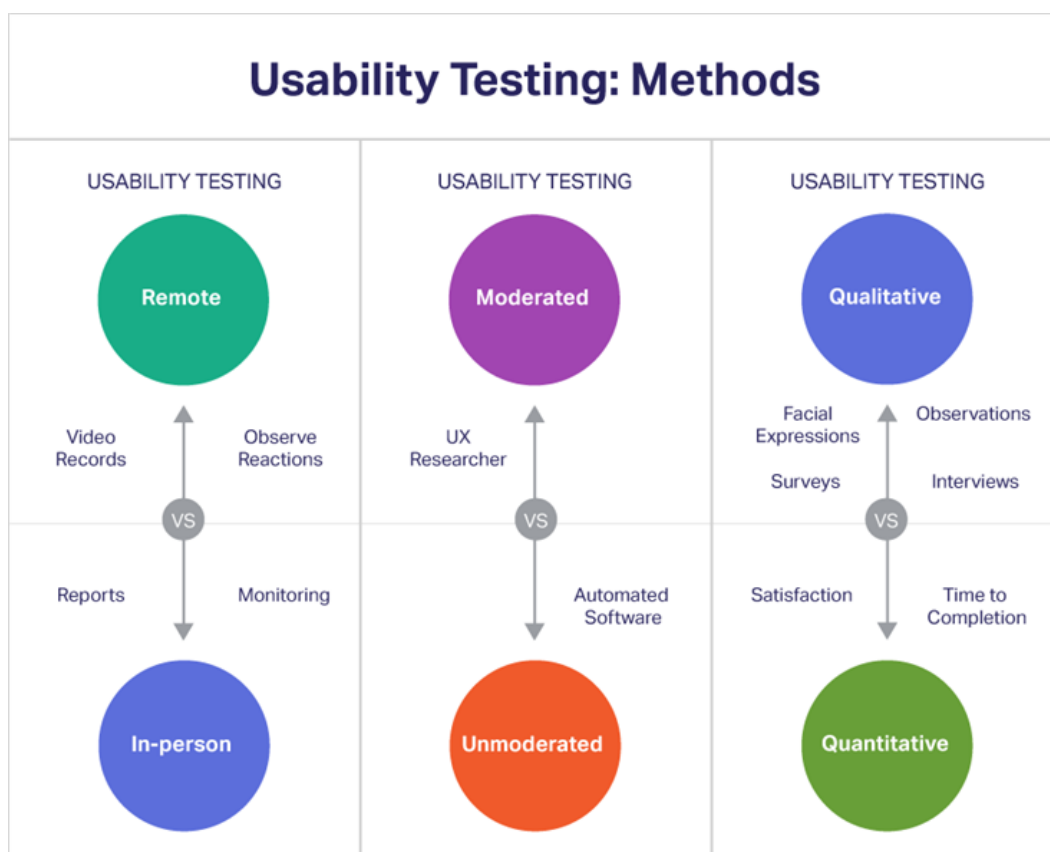 Usability Testing: Methods
USABILITY TESTING
Remote
Video
Records
Observe
Reactions
VS
Reports
Monitoring
In-person
USABILITY TESTING
Moderated
UX
Researcher
VS
Automated
Software
Unmoderated
USABILITY TESTING
Qualitative
Facial
Expressions
Observations
Surveys
Interviews
VS
Satisfaction
Time to
Completion
Quantitative